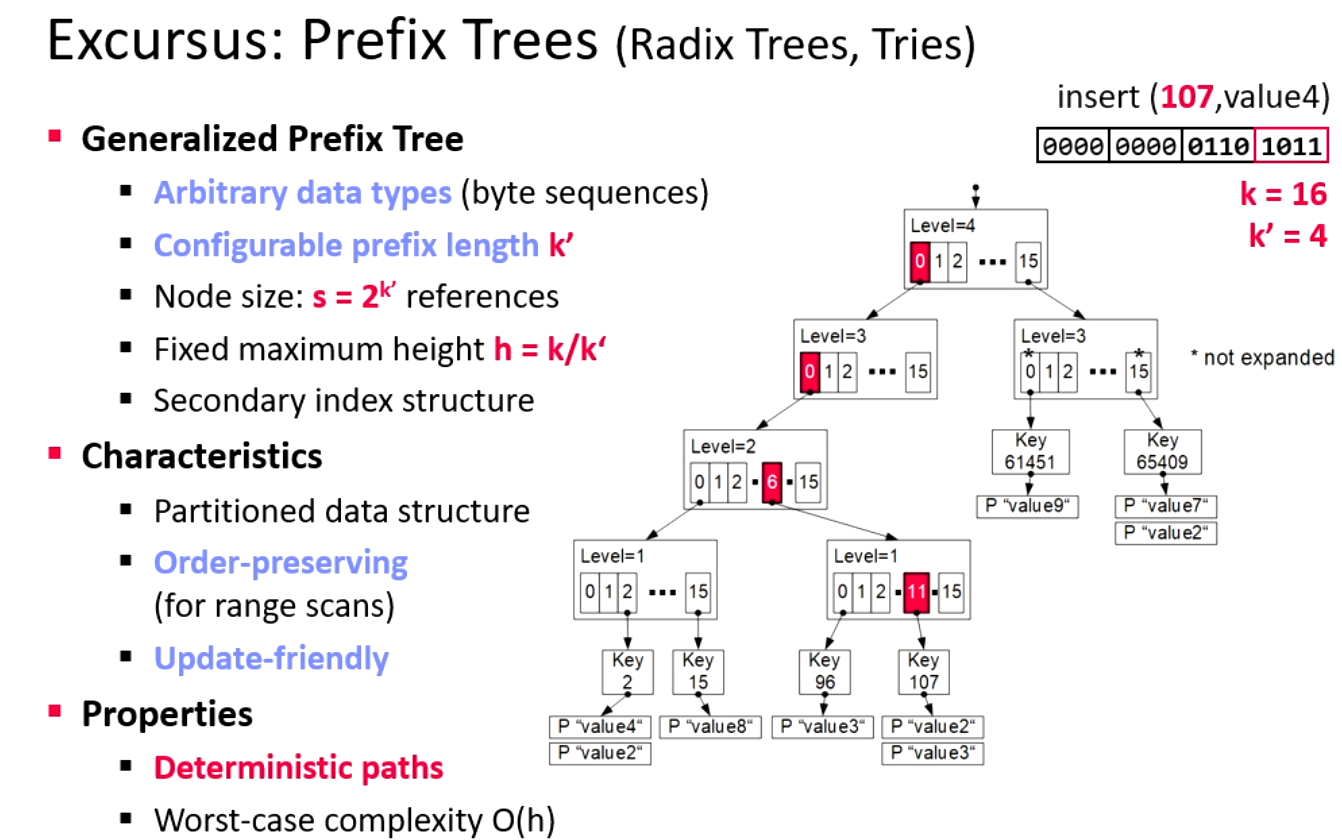 Excursus: Prefix Trees (Radix Trees, Tries)
insert (107,value4)
0000 0000 0110 1011
k = 16
k’ = 4
Generalized Prefix Tree
Arbitrary data types (byte sequences)
Configurable prefix length k’
Node size: s = 2^k’ references
Fixed maximum height h = k/k‘
Secondary index structure
Characteristics
Partitioned data structure
Order-preserving
(for range scans)
Update-friendly
Properties
Deterministic paths
Worst-case complexity O(h)
Level=4
0 1 2 ... 15
Level=3
0 1 2 ... 15
Level=3
* *
0 1 2 ... 15
* not expanded
Level=2
0 1 2 . 6 . 15
Key
61451
P “value9“
Key
65409
P “value7“
P “value2“
Level=1
0 1 2 ... 15
Level=1
0 1 2 . 11 . 15
Key
2
P “value4“
P “value2“
Key
15
P “value8“
Key
96
P “value3“
Key
107
P “value2“
P “value3“